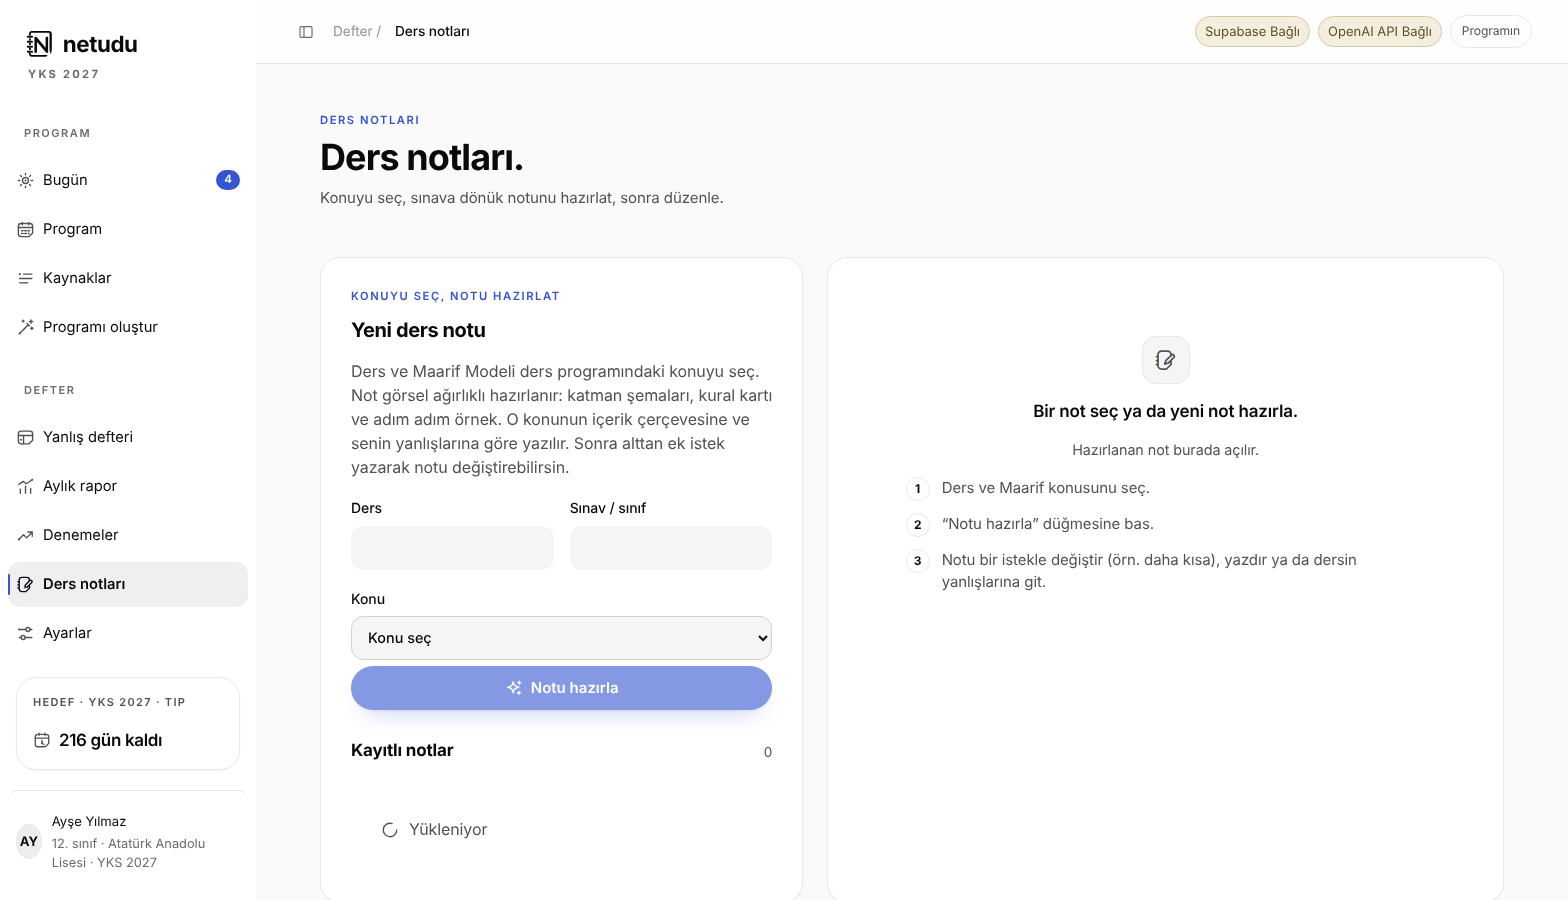 netudu
YKS 2027
PROGRAM
Bugün
4
Program
Kaynaklar
Programı oluştur
DEFTER
Yanlış defteri
Aylık rapor
Denemeler
Ders notları
Ayarlar
HEDEF · YKS 2027 · TIP
216 gün kaldı
AY
Ayşe Yılmaz
12. sınıf · Atatürk Anadolu
Lisesi · YKS 2027
Defter / Ders notları
Supabase Bağlı
OpenAI API Bağlı
Programın
DERS NOTLARI
Ders notları.
Konuyu seç, sınava dönük notunu hazırlat, sonra düzenle.
KONUYU SEÇ, NOTU HAZIRLAT
Yeni ders notu
Ders ve Maarif Modeli ders programındaki konuyu seç.
Not görsel ağırlıklı hazırlanır: katman şemaları, kural kartı
ve adım adım örnek. O konunun içerik çerçevesine ve
senin yanlışlarına göre yazılır. Sonra alttan ek istek
yazarak notu değiştirebilirsin.
Ders
Sınav / sınıf
Konu
Konu seç
Notu hazırla
Kayıtlı notlar
0
Yükleniyor
Bir not seç ya da yeni not hazırla.
Hazırlanan not burada açılır.
1 Ders ve Maarif konusunu seç.
2 “Notu hazırla” düğmesine bas.
3 Notu bir istekle değiştir (örn. daha kısa), yazdır ya da dersin
yanlışlarına git.